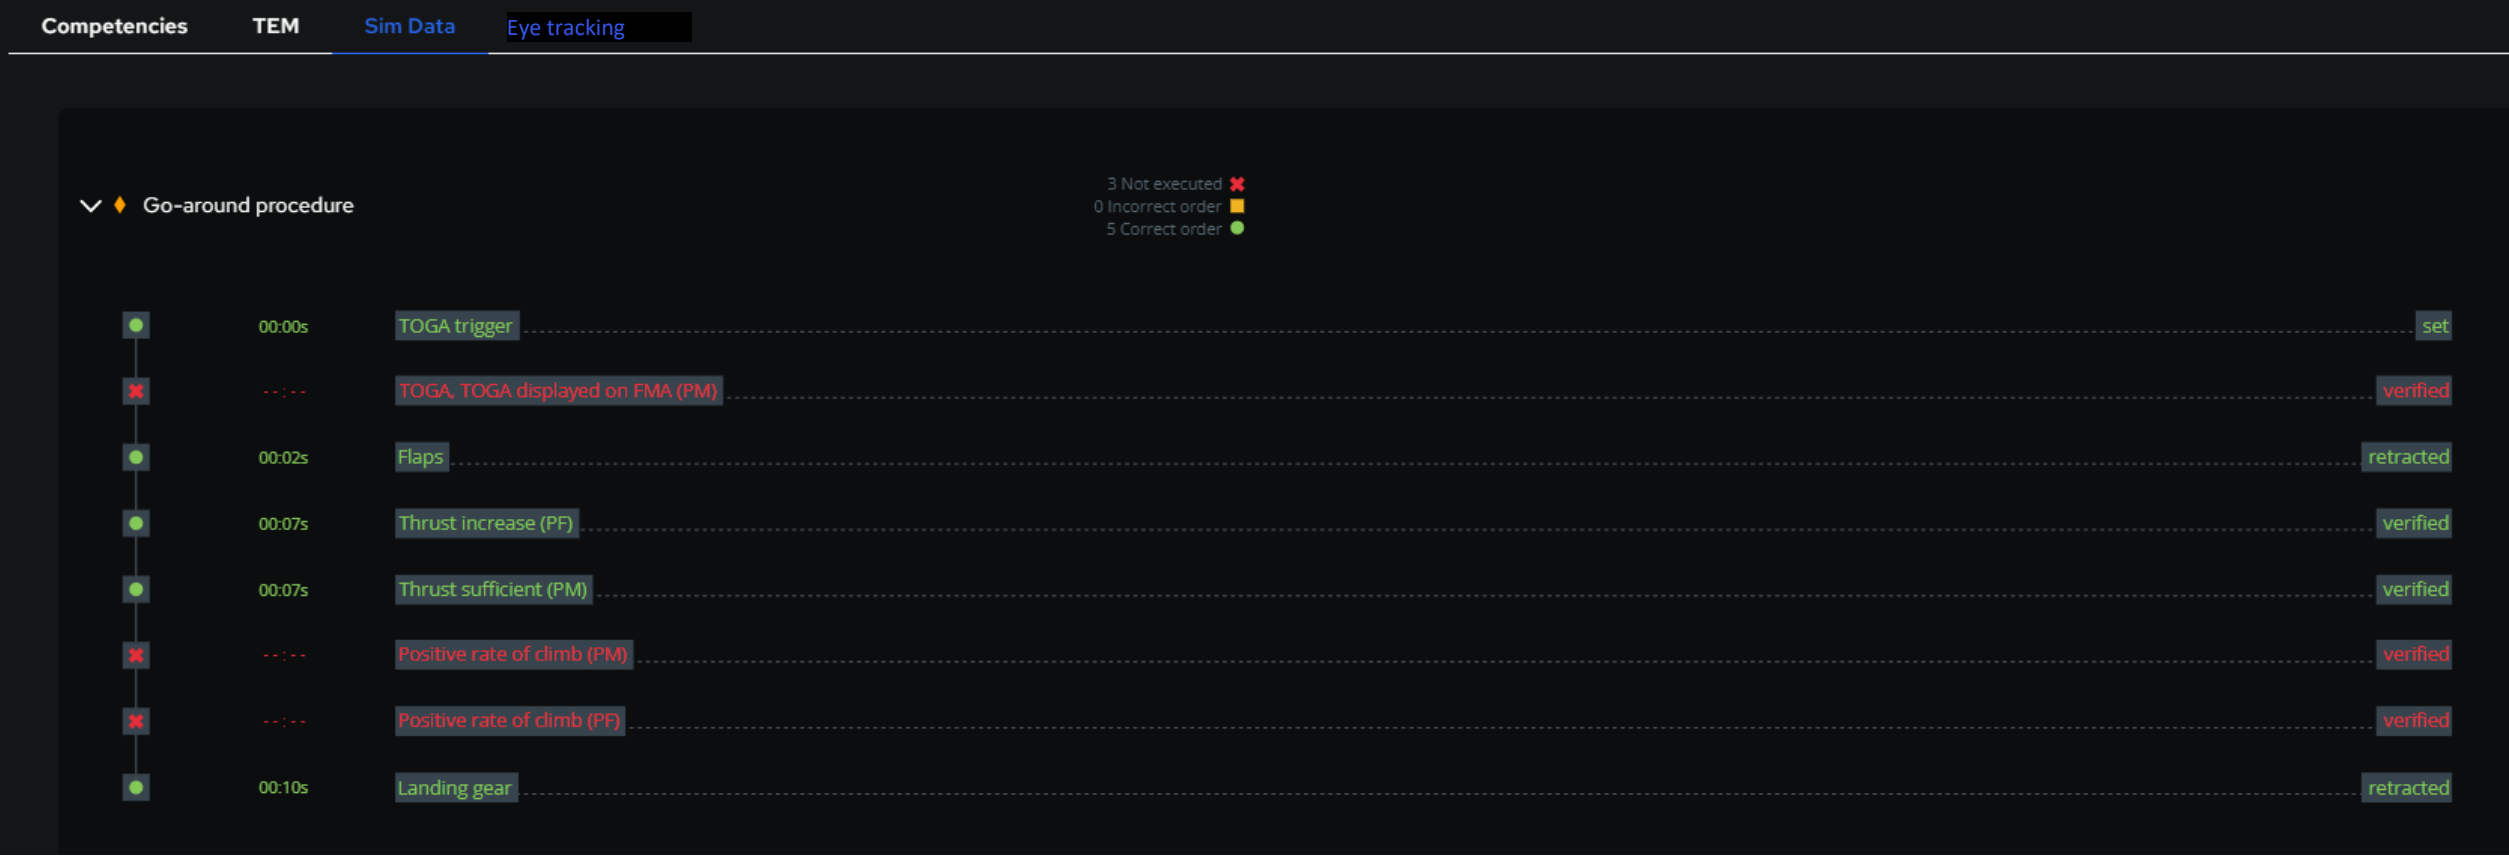 Competencies TEM Sim Data Eye tracking
3 Not executed
Go-around procedure 0 Incorrect order
5 Correct order
00:00s TOGA trigger set
--:-- TOGA, TOGA displayed on FMA (PM) verified
00:02s Flaps retracted
00:07s Thrust increase (PF) verified
00:07s Thrust sufficient (PM) verified
--:-- Positive rate of climb (PM) verified
--:-- Positive rate of climb (PF) verified
00:10s Landing gear retracted